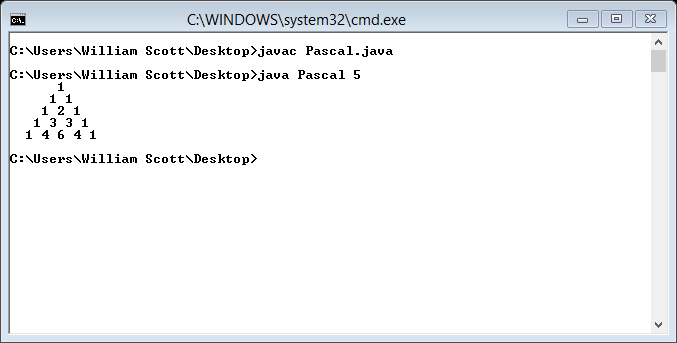 C:\WINDOWS\system32\cmd.exe
C:\Users\William Scott\Desktop>javac Pascal.java
C:\Users\William Scott\Desktop>java Pascal 5
      1
     1 1
    1 2 1
   1 3 3 1
  1 4 6 4 1
C:\Users\William Scott\Desktop>